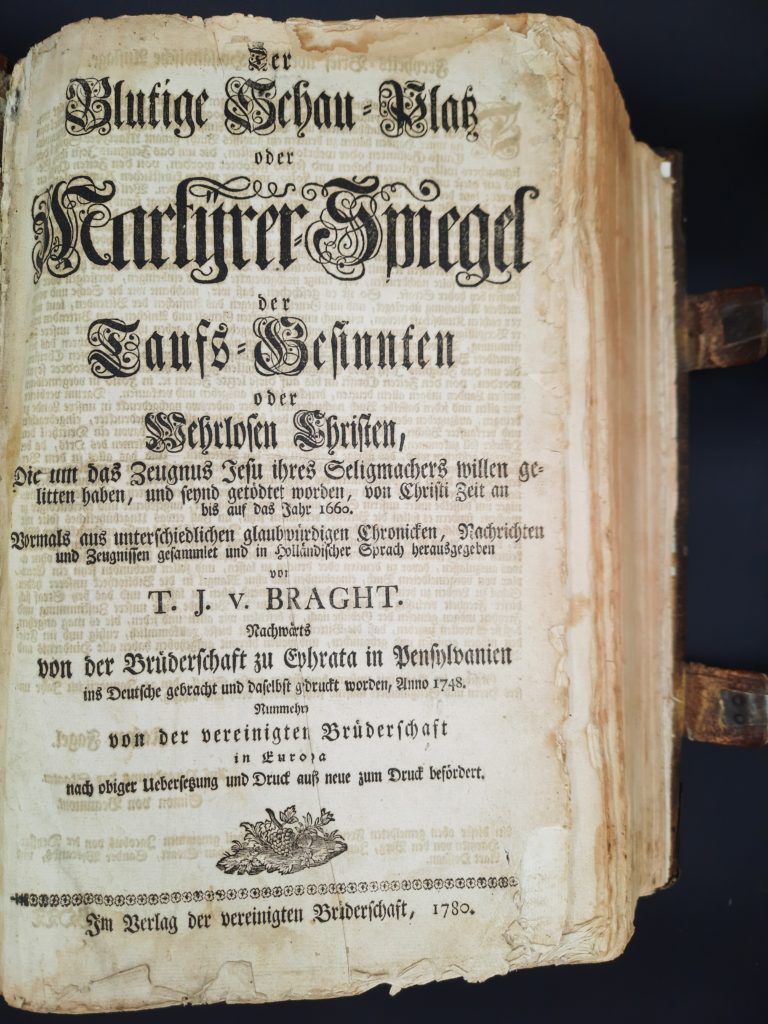 Der
Blutige Schau-Platz
oder
Martÿrer-Spiegel
der
Taufs-Gesinnten
oder
Wehrlosen Christen,
Die um das Zeugnus Jesu ihres Seligmachers willen ge-
litten haben, und seynd getödtet worden, von Christi Zeit an
bis auf das Jahr 1660.
Vormals aus unterschiedlichen glaubwürdigen Chronicken, Nachrichten
und Zeugnissen gesammlet und in Holländischer Sprach herausgegeben
von
T. J. v. BRAGHT.
Nachwärts
von der Brüderschaft zu Ephrata in Pensylvanien
ins Deutsche gebracht und daselbst gedruckt worden, Anno 1748.
Nunmehr
von der vereinigten Brüderschaft
in Europa
nach obiger Uebersetzung und Druck auß neue zum Druck befördert.
Im Verlag der vereinigten Brüderschaft, 1780.